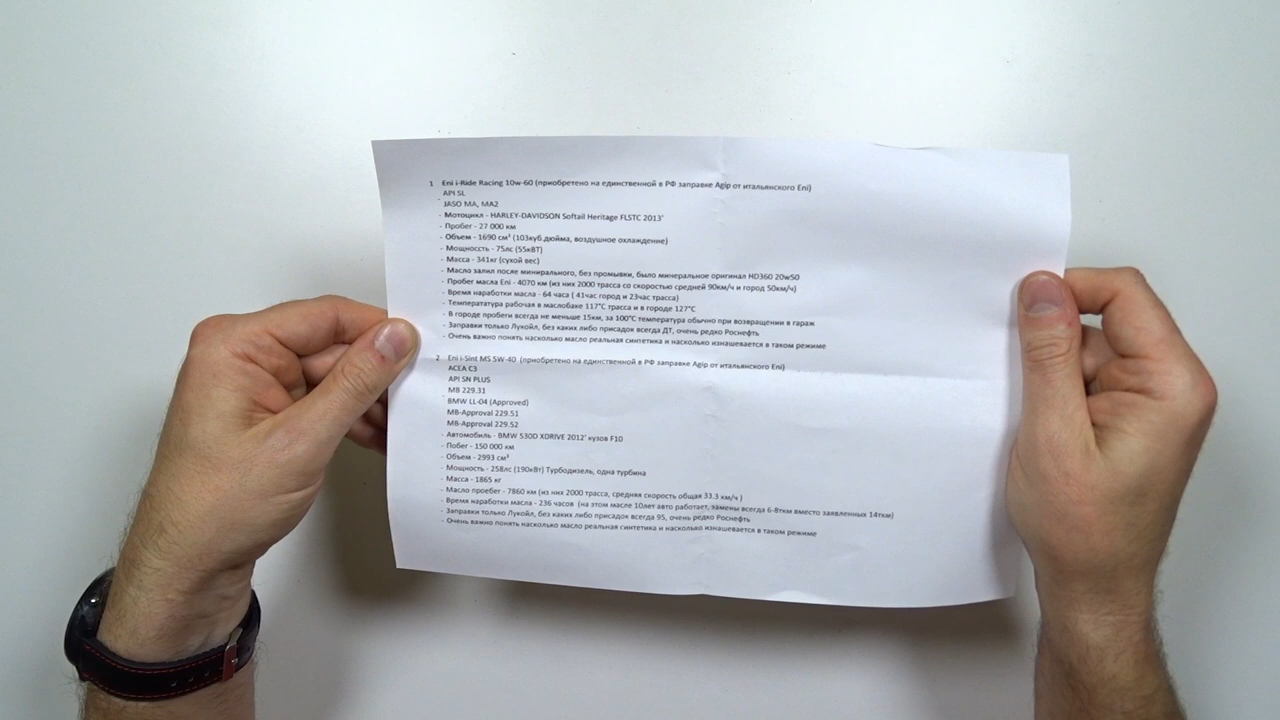 1 Eni i-Ride Racing 10w-60 (приобретено на единственной в РФ заправке Agip от итальянского Eni)
API SL
JASO MA, MA2
- Мотоцикл - HARLEY-DAVIDSON Softail Heritage FLSTC 2013'
- Пробег - 27 000 км
- Объем - 1690 см³ (103куб.дюйма, воздушное охлаждение)
- Мощносcть - 75лс (55кВТ)
- Масса - 341кг (сухой вес)
- Масло залил после минирального, без промывки, было минеральное оригинал HD360 20w50
- Пробег масла Eni - 4070 км (из них 2000 трасса со скоростью средней 90км/ч и город 50км/ч)
- Время наработки масла - 64 часа ( 41час город и 23час трасса)
- Температатура рабочая в маслобаке 117°С трасса и в городе 127°С
- В городе пробеги всегда не меньше 15км, за 100°С температура обычно при возвращении в гараж
- Заправки только Лукойл, без каких либо присадок всегда ДТ, очень редко Роснефть
- Очень важно понять насколько масло реальная синтетика и насколько изнашевается в таком режиме
2 Eni i-Sint MS 5W-40 (приобретено на единственной в РФ заправке Agip от итальянского Eni)
ACEA C3
API SN PLUS
MB 229.31
BMW LL-04 (Approved)
MB-Approval 229.51
MB-Approval 229.52
- Автомобиль - BMW 530D XDRIVE 2012' кузов F10
- Побег - 150 000 км
- Объем - 2993 см³
- Мощность - 258лс (190кВт) Турбодизель, одна турбина
- Масса - 1865 кг
- Масло проебег - 7860 км (из них 2000 трасса, средняя скорость общая 33.3 км/ч )
- Время наработки масла - 236 часов (на этом масле 10лет авто работает, замены всегда 6-8ткм вместо заявленных 14ткм)
- Заправки только Лукойл, без каких либо присадок всегда 95, очень редко Роснефть
- Очень важно понять насколько масло реальная синтетика и насколько изнашевается в таком режиме